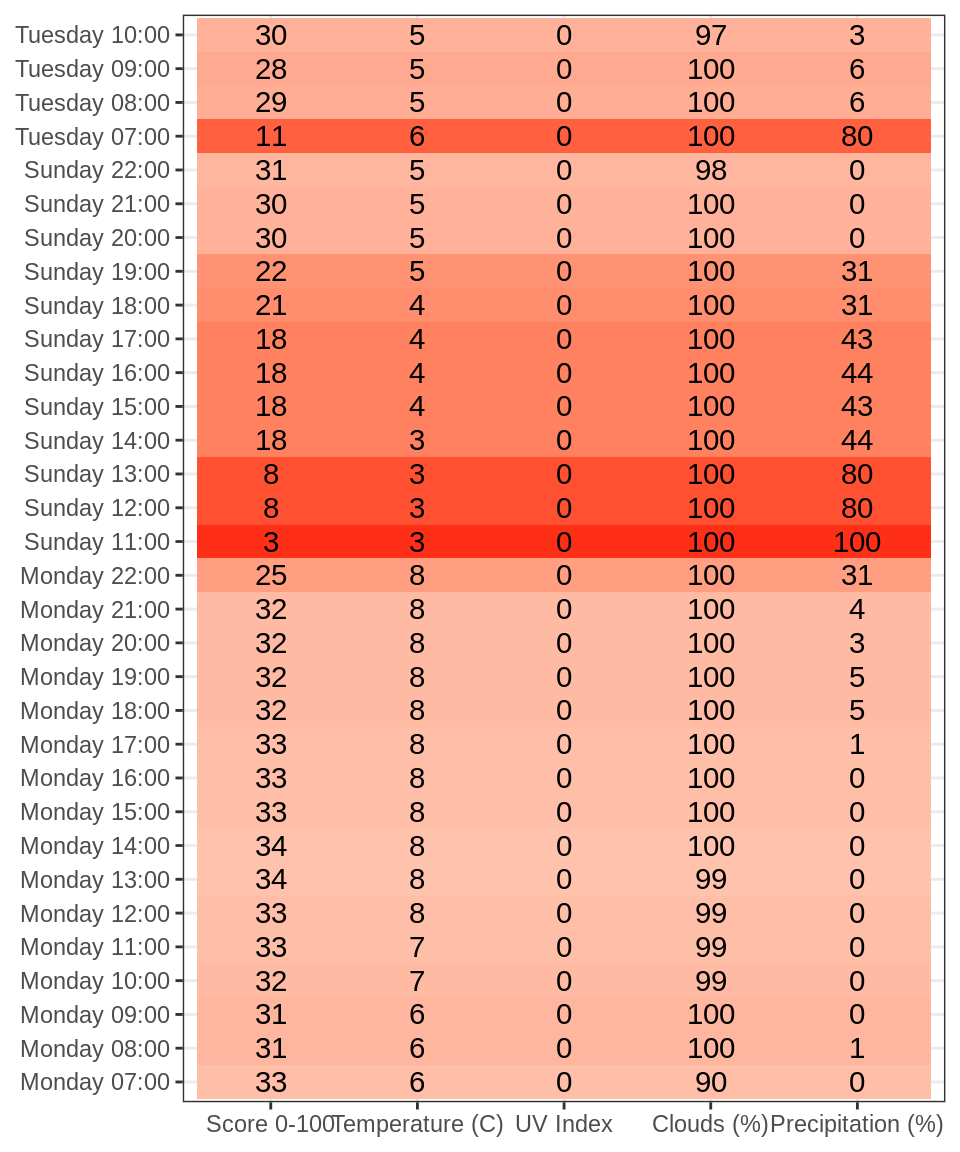 Tuesday 10:00 30 5 0 97 3
Tuesday 09:00 28 5 0 100 6
Tuesday 08:00 29 5 0 100 6
Tuesday 07:00 11 6 0 100 80
Sunday 22:00 31 5 0 98 0
Sunday 21:00 30 5 0 100 0
Sunday 20:00 30 5 0 100 0
Sunday 19:00 22 5 0 100 31
Sunday 18:00 21 4 0 100 31
Sunday 17:00 18 4 0 100 43
Sunday 16:00 18 4 0 100 44
Sunday 15:00 18 4 0 100 43
Sunday 14:00 18 3 0 100 44
Sunday 13:00 8 3 0 100 80
Sunday 12:00 8 3 0 100 80
Sunday 11:00 3 3 0 100 100
Monday 22:00 25 8 0 100 31
Monday 21:00 32 8 0 100 4
Monday 20:00 32 8 0 100 3
Monday 19:00 32 8 0 100 5
Monday 18:00 32 8 0 100 5
Monday 17:00 33 8 0 100 1
Monday 16:00 33 8 0 100 0
Monday 15:00 33 8 0 100 0
Monday 14:00 34 8 0 100 0
Monday 13:00 34 8 0 99 0
Monday 12:00 33 8 0 99 0
Monday 11:00 33 7 0 99 0
Monday 10:00 32 7 0 99 0
Monday 09:00 31 6 0 100 0
Monday 08:00 31 6 0 100 1
Monday 07:00 33 6 0 90 0
Score 0-100 Temperature (C) UV Index Clouds (%) Precipitation (%)